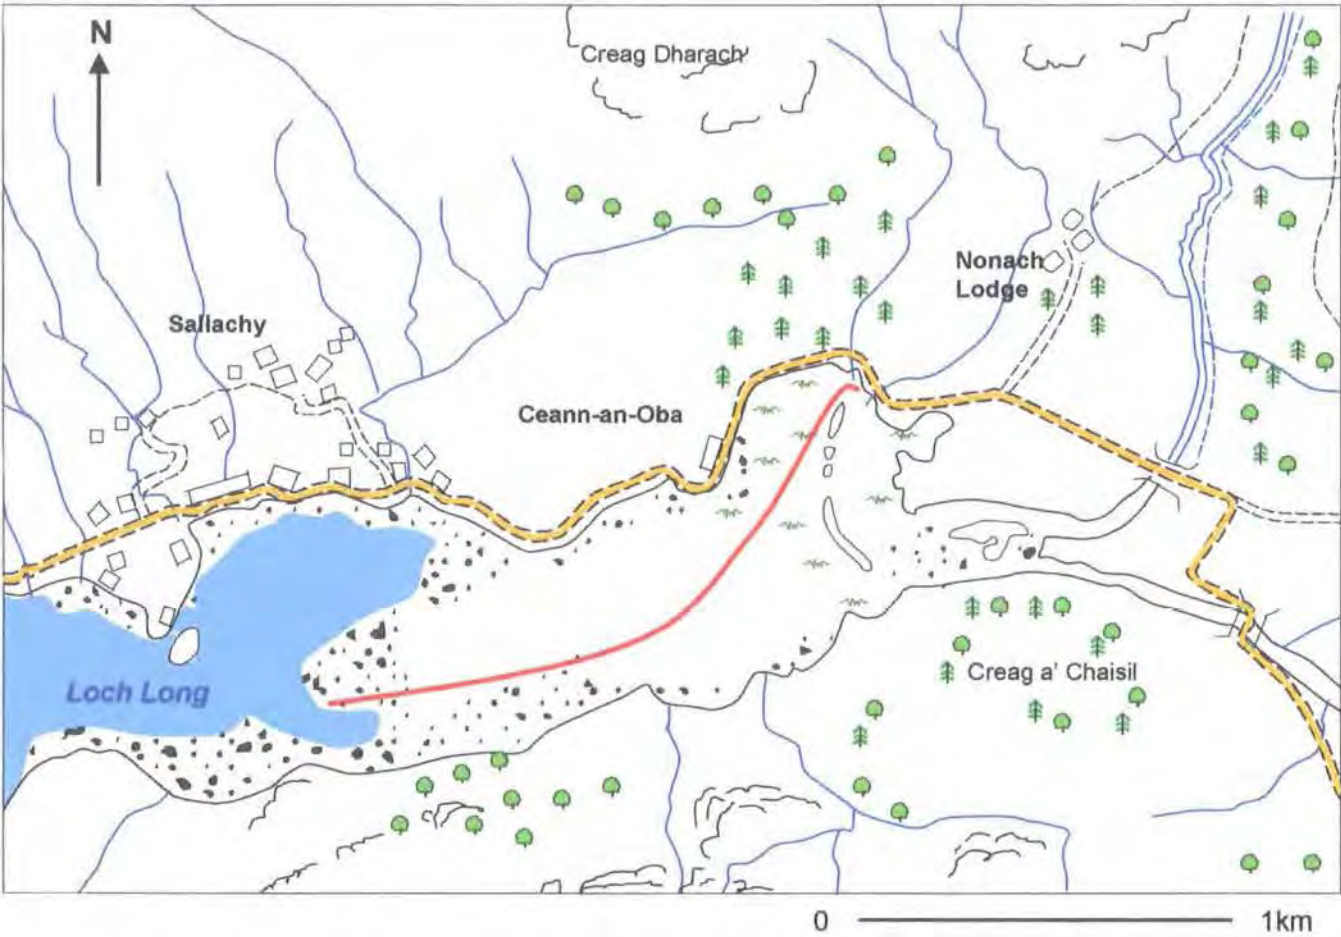 N
Creag Dharach
Nonach
Lodge
Sallachy
Ceann-an-Oba
Creag a' Chaisil
Loch Long
0 1km